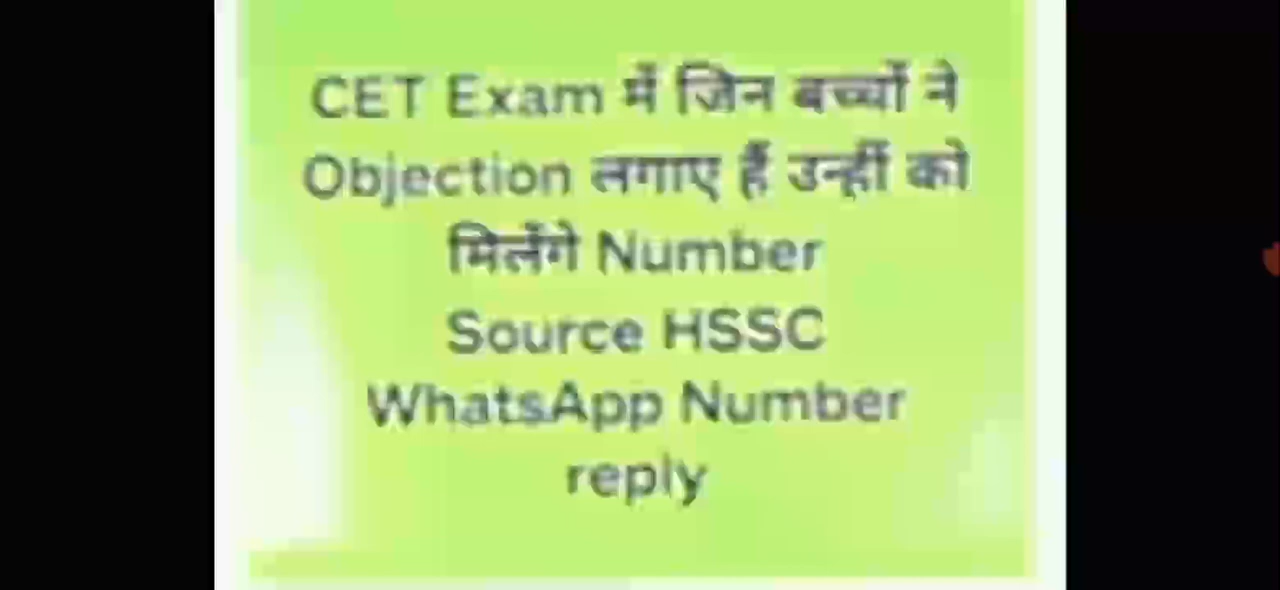 CET Exam में जिन बच्चों ने
Objection लगाए हैं उन्हीं को
मिलेंगे Number
Source HSSC
WhatsApp Number
reply